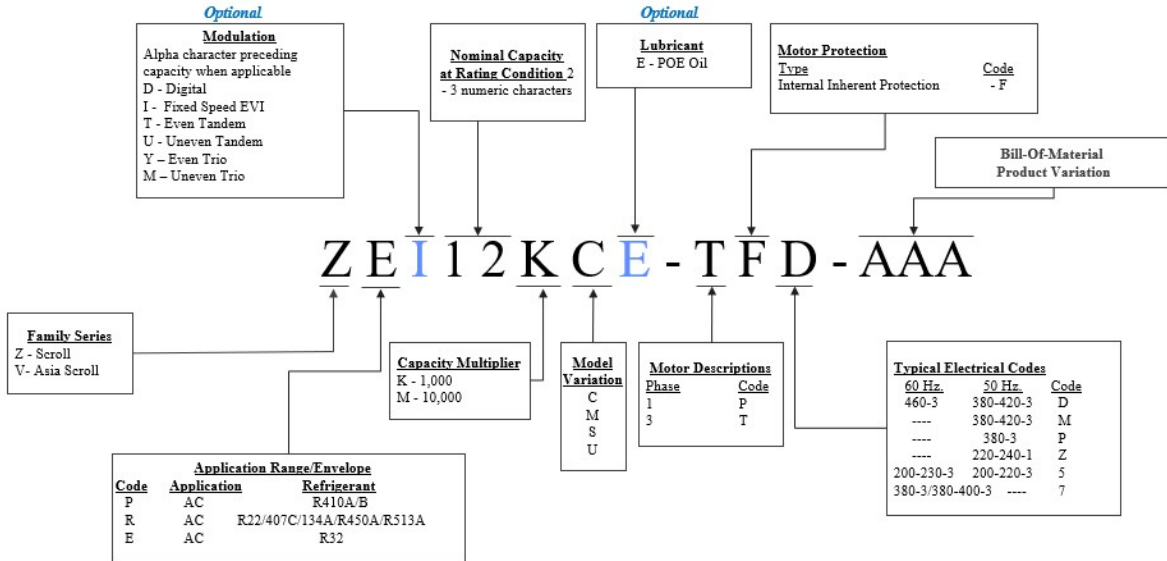 Optional
Modulation
Alpha character preceding
capacity when applicable
D - Digital
I - Fixed Speed EVI
T - Even Tandem
U - Uneven Tandem
Y – Even Trio
M – Uneven Trio
Nominal Capacity
at Rating Condition 2
- 3 numeric characters
Optional
Lubricant
E - POE Oil
Motor Protection
Type Code
Internal Inherent Protection - F
Bill-Of-Material
Product Variation
Z E I 1 2 K C E - T F D - A A A
Family Series
Z - Scroll
V- Asia Scroll
Application Range/Envelope
Code Application Refrigerant
P AC R410A/B
R AC R22/407C/134A/R450A/R513A
E AC R32
Capacity Multiplier
K - 1,000
M - 10,000
Model
Variation
C
M
S
U
Motor Descriptions
Phase Code
1 P
3 T
Typical Electrical Codes
60 Hz. 50 Hz. Code
460-3 380-420-3 D
---- 380-420-3 M
---- 380-3 P
---- 220-240-1 Z
200-230-3 200-220-3 5
380-3/380-400-3 ---- 7